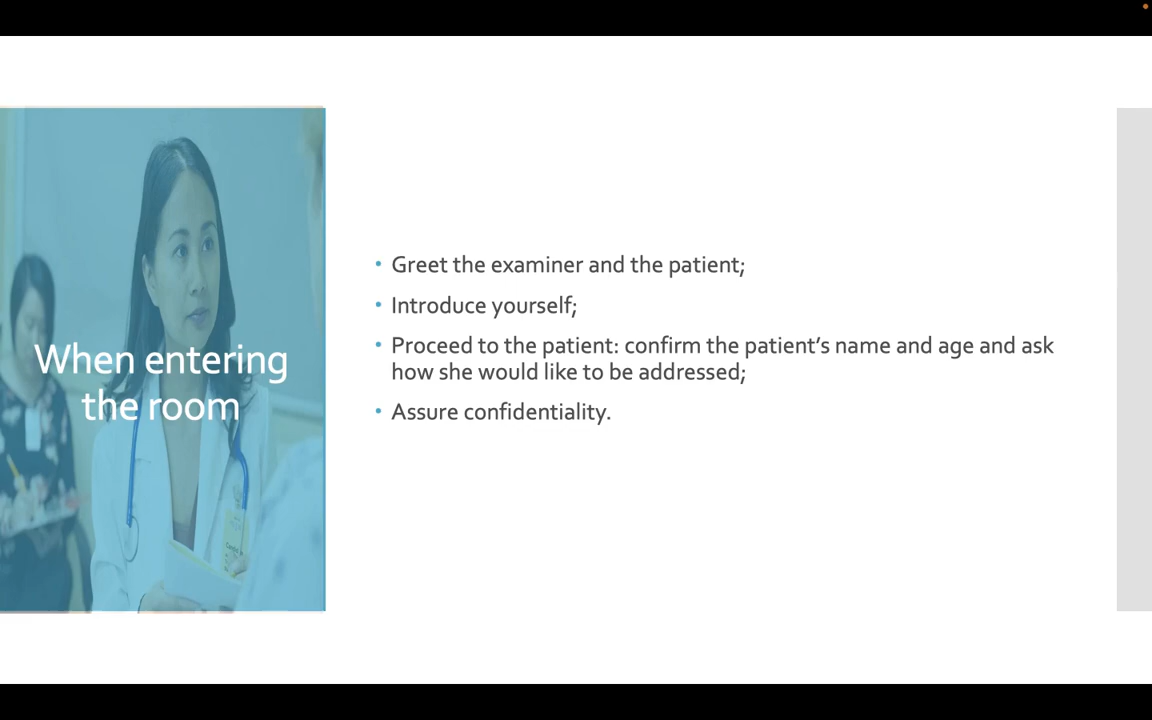 When entering
the room
• Greet the examiner and the patient;
• Introduce yourself;
• Proceed to the patient: confirm the patient's name and age and ask
how she would like to be addressed;
• Assure confidentiality.